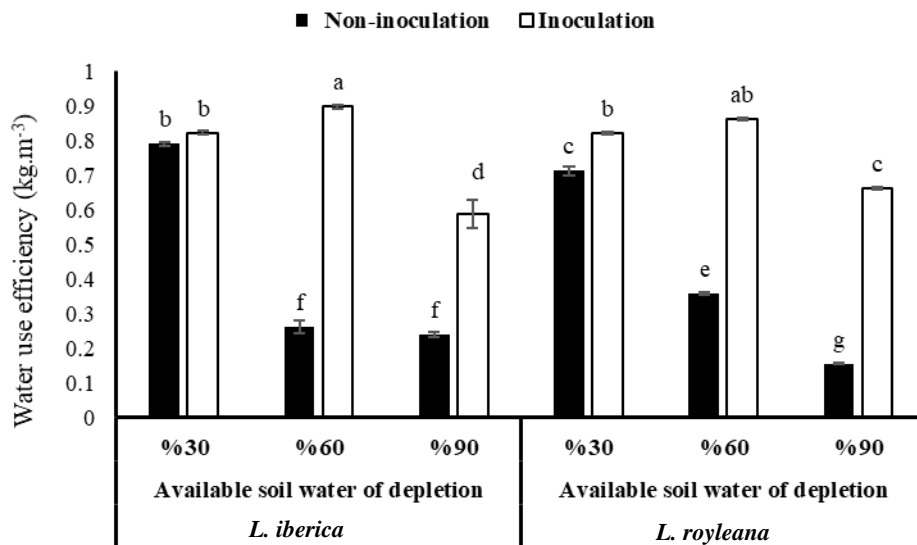 Non-inoculation Inoculation
Water use efficiency (kg.m-3)
1
0.9
0.8
0.7
0.6
0.5
0.4
0.3
0.2
0.1
0
b b f a f d c b e ab g c
%30 %60 %90 %30 %60 %90
Available soil water of depletion Available soil water of depletion
L. iberica L. royleana